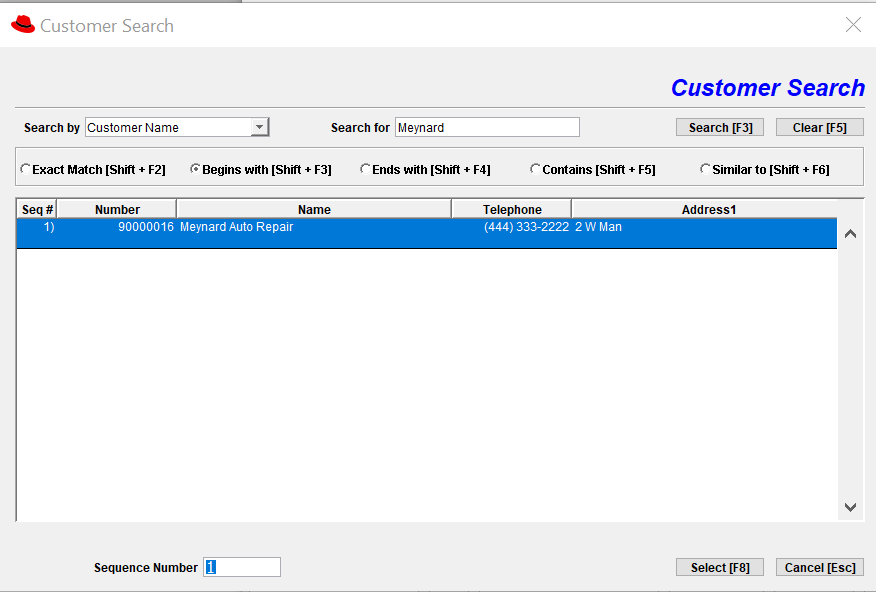 Customer Search
Customer Search
Search by Customer Name Search for Meynard Search [F3] Clear [F5]
Exact Match [Shift + F2] Begins with [Shift + F3] Ends with [Shift + F4] Contains [Shift + F5] Similar to [Shift + F6]
Seq # Number Name Telephone Address1
1) 90000016 Meynard Auto Repair (444) 333-2222 2 W Man
Sequence Number 1 Select [F8] Cancel [Esc]